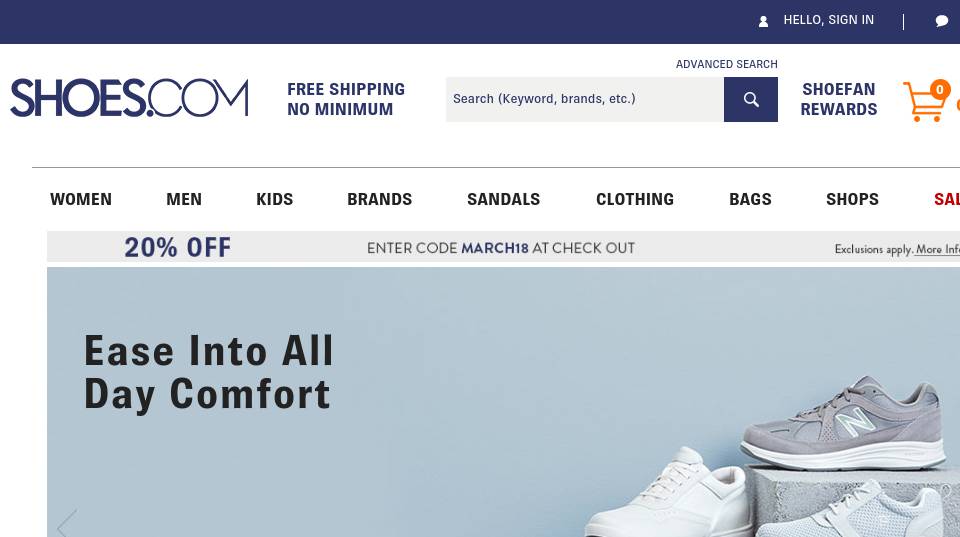 HELLO, SIGN IN
ADVANCED SEARCH
SHOES.COM
FREE SHIPPING
NO MINIMUM
Search (Keyword, brands, etc.)
SHOEFAN
REWARDS
0
WOMEN MEN KIDS BRANDS SANDALS CLOTHING BAGS SHOPS SAL
20% OFF ENTER CODE MARCH18 AT CHECK OUT Exclusions apply. More Inf
Ease Into All
Day Comfort
N